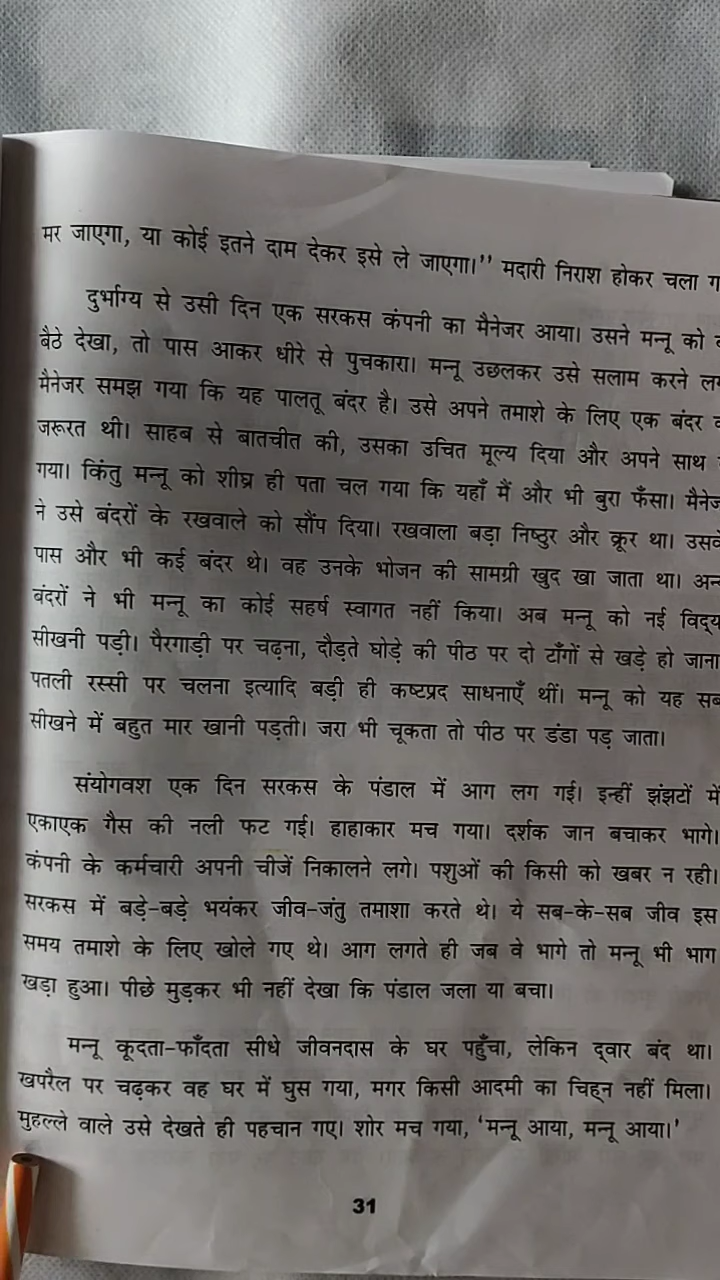 मर जाएगा, या कोई इतने दाम देकर इसे ले जाएगा।” मदारी निराश होकर चला
दुर्भाग्य से उसी दिन एक सरकस कंपनी का मैनेजर आया। उसने मन्नू को
बैठे देखा, तो पास आकर धीरे से पुचकारा। मन्नू उछलकर उसे सलाम करने
मैनेजर समझ गया कि यह पालतू बंदर है। उसे अपने तमाशे के लिए एक बंदर
जरूरत थी। साहब से बातचीत की, उसका उचित मूल्य दिया और अपने साथ
गया। किंतु मन्नू को शीघ्र ही पता चल गया कि यहाँ मैं और भी बुरा फँसा।
ने उसे बंदरों के रखवाले को सौंप दिया। रखवाला बड़ा निष्ठुर और क्रूर था।
पास और भी कई बंदर थे। वह उनके भोजन की सामग्री खुद खा जाता था।
बंदरों ने भी मन्नू का कोई सहर्ष स्वागत नहीं किया। अब मन्नू को नई
सीखनी पड़ी। पैरगाड़ी पर चढ़ना, दौड़ते घोड़े की पीठ पर दो टाँगों से खड़े हो जाना
पतली रस्सी पर चलना इत्यादि बड़ी ही कष्टप्रद साधनाएँ थीं। मन्नू को यह सब
सीखने में बहुत मार खानी पड़ती। जरा भी चूकता तो पीठ पर डंडा पड़ जाता।
संयोगवश एक दिन सरकस के पंडाल में आग लग गई। इन्हीं झंझटों में
एकाएक गैस की नली फट गई। हाहाकार मच गया। दर्शक जान बचाकर भागे।
कंपनी के कर्मचारी अपनी चीजें निकालने लगे। पशुओं की किसी को खबर न रही।
सरकस में बड़े-बड़े भयंकर जीव-जंतु तमाशा करते थे। ये सब-के-सब जीव इस
समय तमाशे के लिए खोले गए थे। आग लगते ही जब वे भागे तो मन्नू भी भाग
खड़ा हुआ। पीछे मुड़कर भी नहीं देखा कि पंडाल जला या बचा।
मन्नू कूदता-फाँदता सीधे जीवनदास के घर पहुँचा, लेकिन द्वार बंद था।
खपरैल पर चढ़कर वह घर में घुस गया, मगर किसी आदमी का चिह्न नहीं मिला।
मुहल्ले वाले उसे देखते ही पहचान गए। शोर मच गया, ‘मन्नू आया, मन्नू आया।’
31